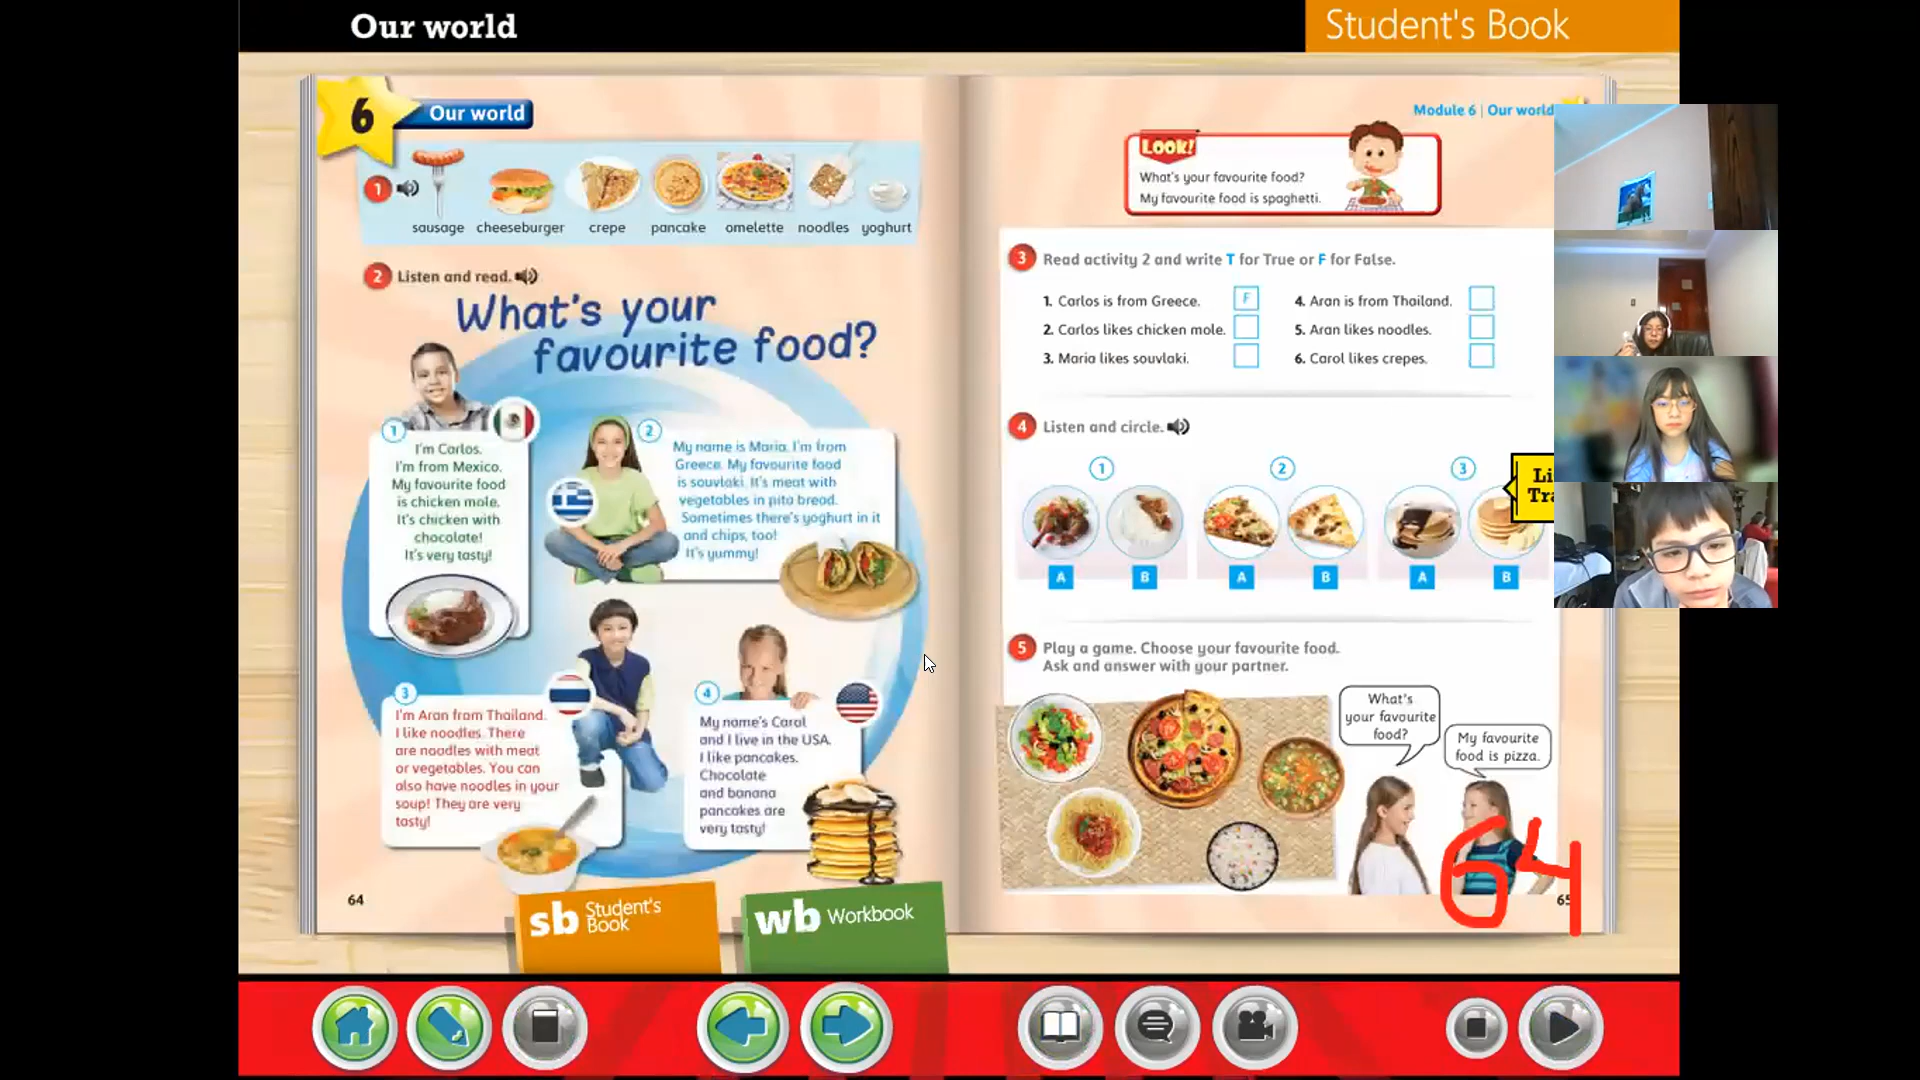 Our world
Student's Book
6
Our world
1
sausage cheeseburger crepe pancake omelette noodles yoghurt
2 Listen and read.
What's your
favourite food?
1
I'm Carlos.
I'm from Mexico.
My favourite food
is chicken mole.
It's chicken with
chocolate!
It's very tasty!
2
My name is Maria. I'm from
Greece. My favourite food
is souvlaki. It's meat with
vegetables in pita bread.
Sometimes there's yoghurt in it
and chips, too!
It's yummy!
3
I'm Aran from Thailand.
I like noodles. There
are noodles with meat
or vegetables. You can
also have noodles in your
soup! They are very
tasty!
4
My name's Carol
and I live in the USA.
I like pancakes.
Chocolate
and banana
pancakes are
very tasty!
64
sb Student's
Book
wb Workbook
Module 6 | Our world
LOOK!
What's your favourite food?
My favourite food is spaghetti.
3 Read activity 2 and write T for True or F for False.
1. Carlos is from Greece. F
2. Carlos likes chicken mole.
3. Maria likes souvlaki.
4. Aran is from Thailand.
5. Aran likes noodles.
6. Carol likes crepes.
4 Listen and circle.
1 2 3
A B A B A B
Li
Tra
5 Play a game. Choose your favourite food.
Ask and answer with your partner.
What's
your favourite
food?
My favourite
food is pizza.
64
65